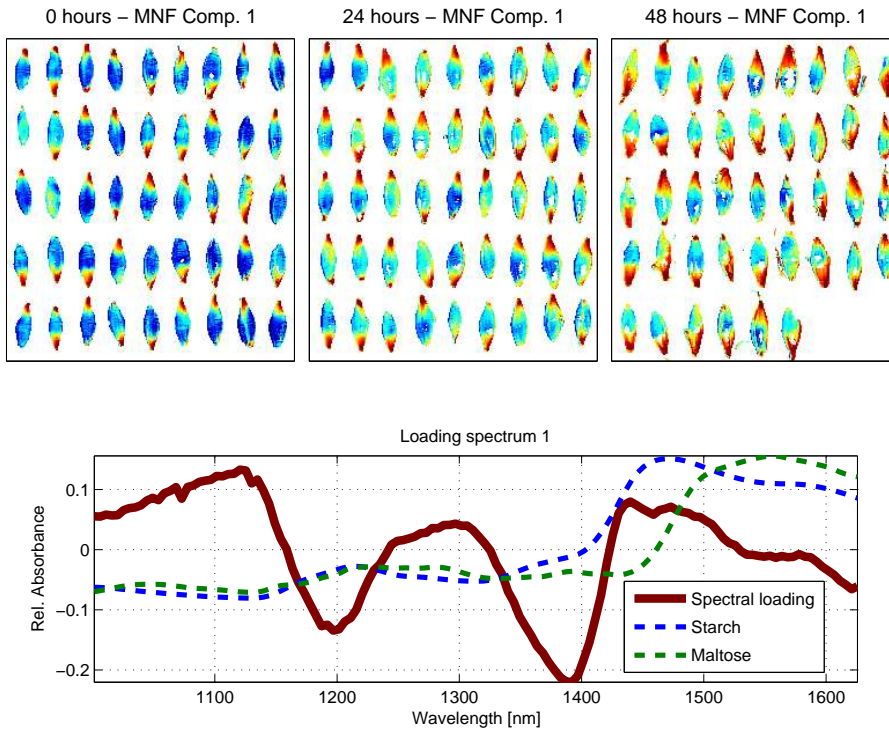 0 hours – MNF Comp. 1
24 hours – MNF Comp. 1
48 hours – MNF Comp. 1
Loading spectrum 1
Rel. Absorbance
0.1
0
−0.1
−0.2
Spectral loading
Starch
Maltose
1100
1200
1300
1400
1500
1600
Wavelength [nm]